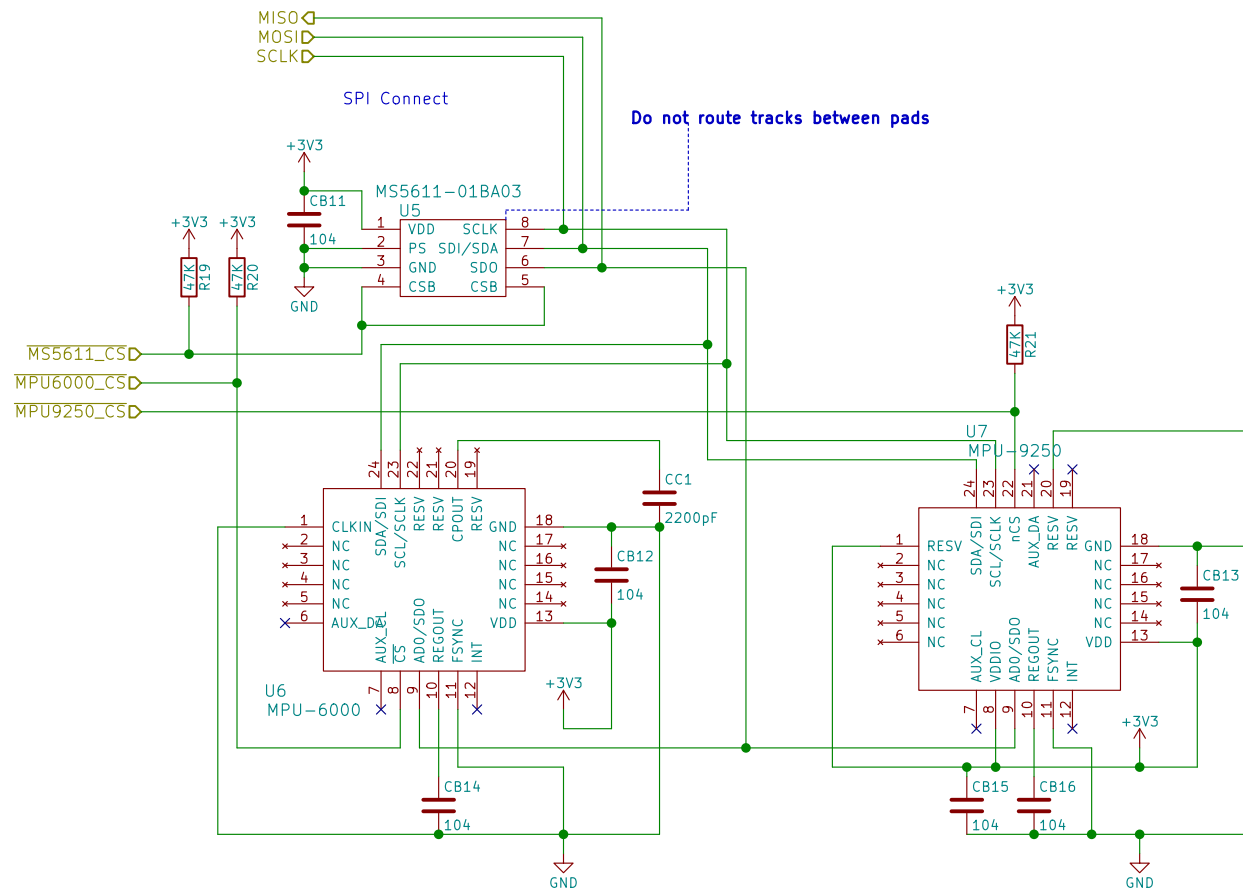 MISO
MOSI
SCLK
SPI Connect
Do not route tracks between pads
+3V3
MS5611-01BA03
CB11
U5
104
1 VDD SCLK 8
2 PS SDI/SDA 7
3 GND SDO 6
4 CSB CSB 5
GND
+3V3 +3V3
47K R19
47K R20
+3V3
47K R21
MS5611_CS
MPU6000_CS
MPU9250_CS
24 23 22 21 20 19
SDA/SDI
SCL/SCLK
RESV
RESV
CPOUT
RESV
CC1
2200pF
1 CLKIN GND 18
2 NC NC 17
3 NC NC 16
4 NC NC 15
5 NC NC 14
6 AUX_DA VDD 13
CB12
104
AUX_CL
CS
AD0/SDO
REGOUT
FSYNC
INT
7 8 9 10 11 12
U6
MPU-6000
+3V3
CB14
104
GND
U7
MPU-9250
24 23 22 21 20 19
SDA/SDI
SCL/SCLK
nCS
AUX_DA
RESV
RESV
1 RESV GND 18
2 NC NC 17
3 NC NC 16
4 NC NC 15
5 NC NC 14
6 NC VDD 13
CB13
104
AUX_CL
VDDIO
AD0/SDO
REGOUT
FSYNC
INT
7 8 9 10 11 12
+3V3
CB15
104
CB16
104
GND